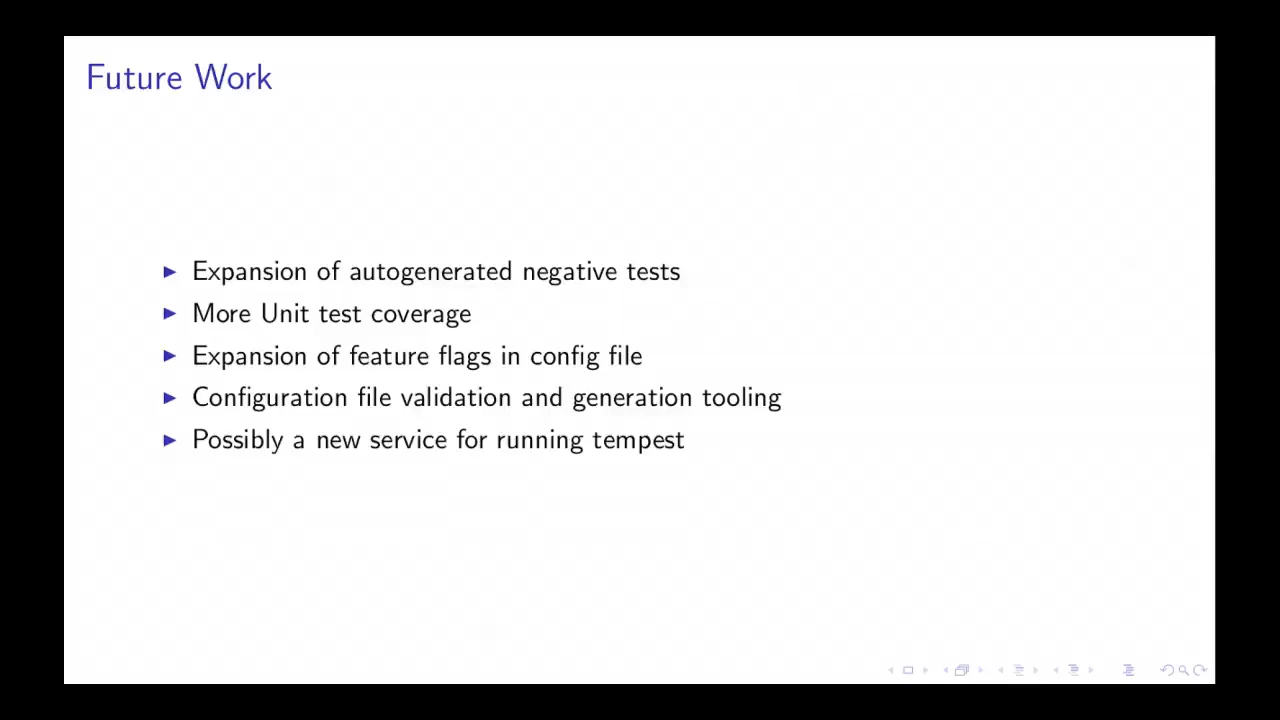 Future Work
Expansion of autogenerated negative tests
More Unit test coverage
Expansion of feature flags in config file
Configuration file validation and generation tooling
Possibly a new service for running tempest